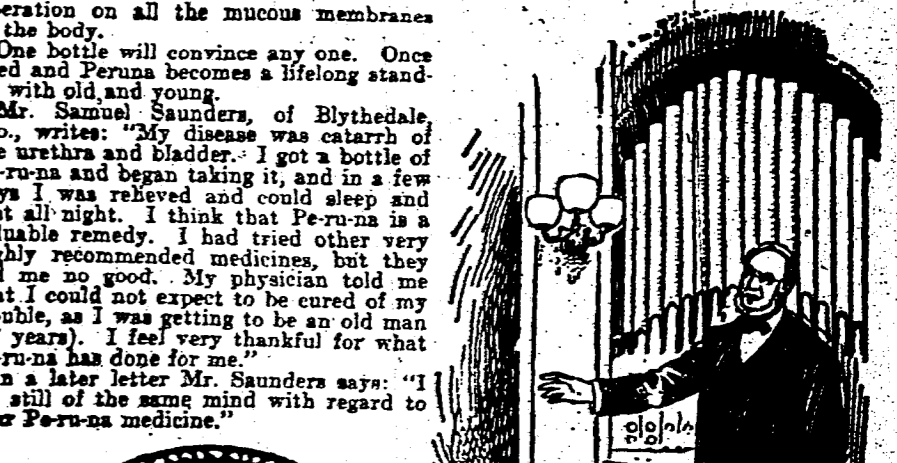 eration on all the mucous membranes
the body.
One bottle will convince any one. Once
ed and Peruna becomes a lifelong stand-
with old and young.
Mr. Samuel Saunders, of Blythedale,
o., writes: "My disease was catarrh of
e urethra and bladder. I got a bottle of
-ru-na and began taking it, and in a few
ys I was relieved and could sleep and
t all night. I think that Pe-ru-na is a
luable remedy. I had tried other very
ghly recommended medicines, but they
d me no good. My physician told me
at I could not expect to be cured of my
ouble, as I was getting to be an old man
years). I feel very thankful for what
-ru-na has done for me."
n a later letter Mr. Saunders says: "I
still of the same mind with regard to
r Pe-ru-na medicine."